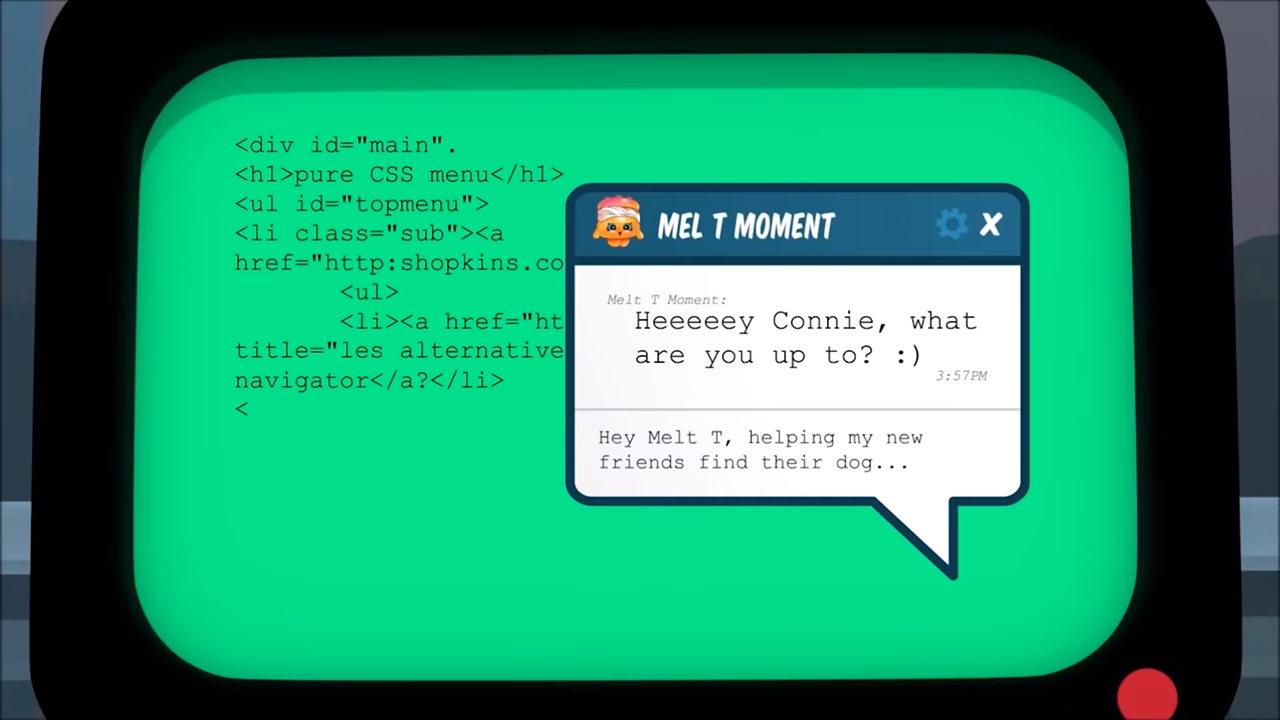 <div id="main".
<h1>pure CSS menu</h1>
<ul id="topmenu">
<li class="sub"><a
href="http:shopkins.co
<ul>
<li><a href="ht
title="les alternative
navigator</a?</li>
<
MEL T MOMENT
X
Melt T Moment:
Heeeeey Connie, what
are you up to? :)
3:57PM
Hey Melt T, helping my new
friends find their dog...